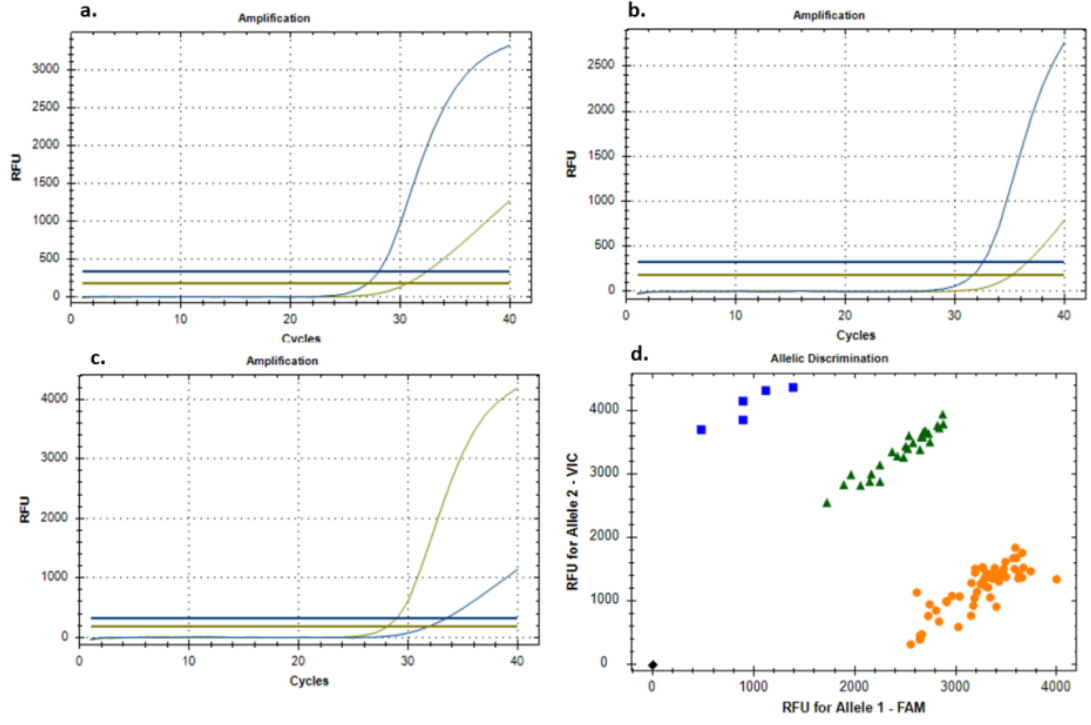 a.
Amplification
3000
2500
2000
1500
1000
500
0
RFU
0 10 20 30 40
Cycles
b.
Amplification
2500
2000
1500
1000
500
0
RFU
0 10 20 30 40
Cycles
c.
Amplification
4000
3000
2000
1000
0
RFU
0 10 20 30 40
Cycles
d.
Allelic Discrimination
4000
3000
2000
1000
0
RFU for Allele 2 - VIC
0 1000 2000 3000 4000
RFU for Allele 1 - FAM